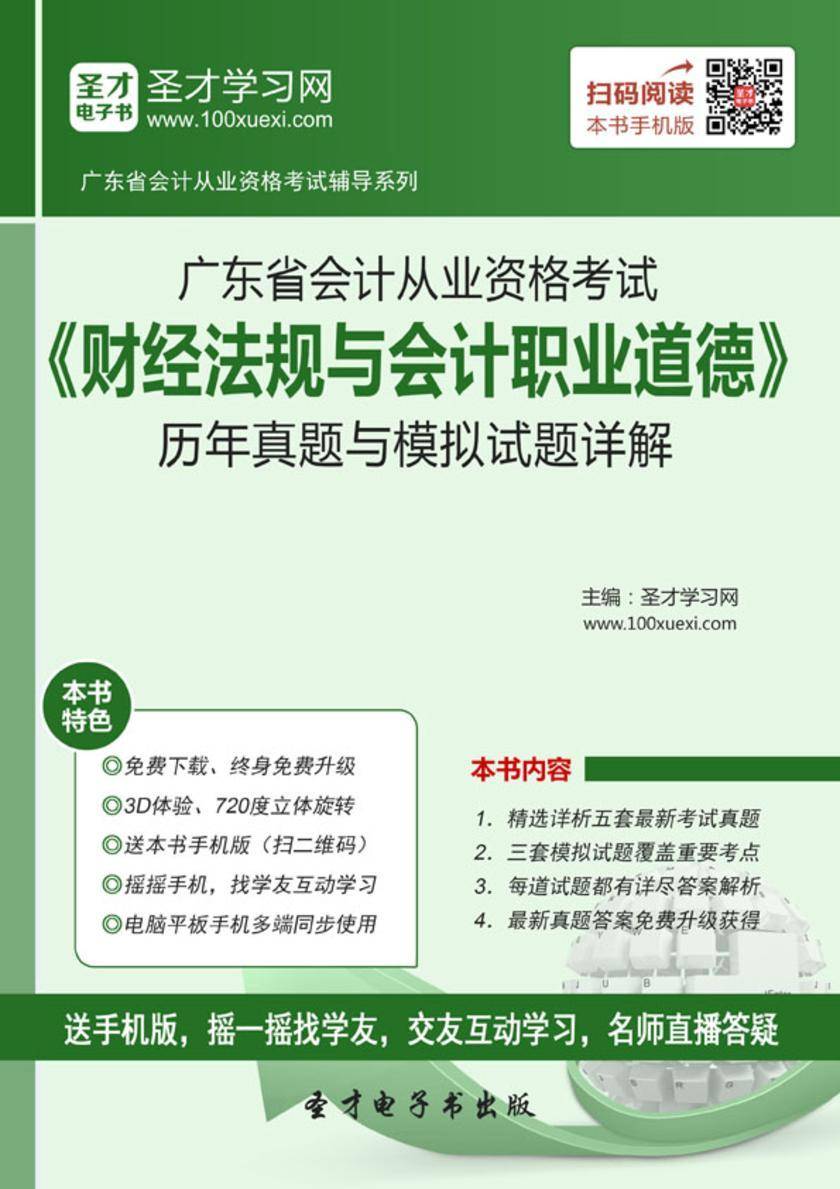 圣才
电子书
圣才学习网
www.100xuexi.com
扫码阅读
本书手机版
圣才
电子书
广东省会计从业资格考试辅导系列
广东省会计从业资格考试
《财经法规与会计职业道德》
历年真题与模拟试题详解
主编：圣才学习网
www.100xuexi.com
本书
特色
◎免费下载、终身免费升级
◎3D体验、720度立体旋转
◎送本书手机版（扫二维码）
◎摇摇手机，找学友互动学习
◎电脑平板手机多端同步使用
本书内容
1．精选详析五套最新考试真题
2．三套模拟试题覆盖重要考点
3．每道试题都有详尽答案解析
4．最新真题答案免费升级获得
送手机版，摇一摇找学友，交友互动学习，名师直播答疑
圣才电子书出版